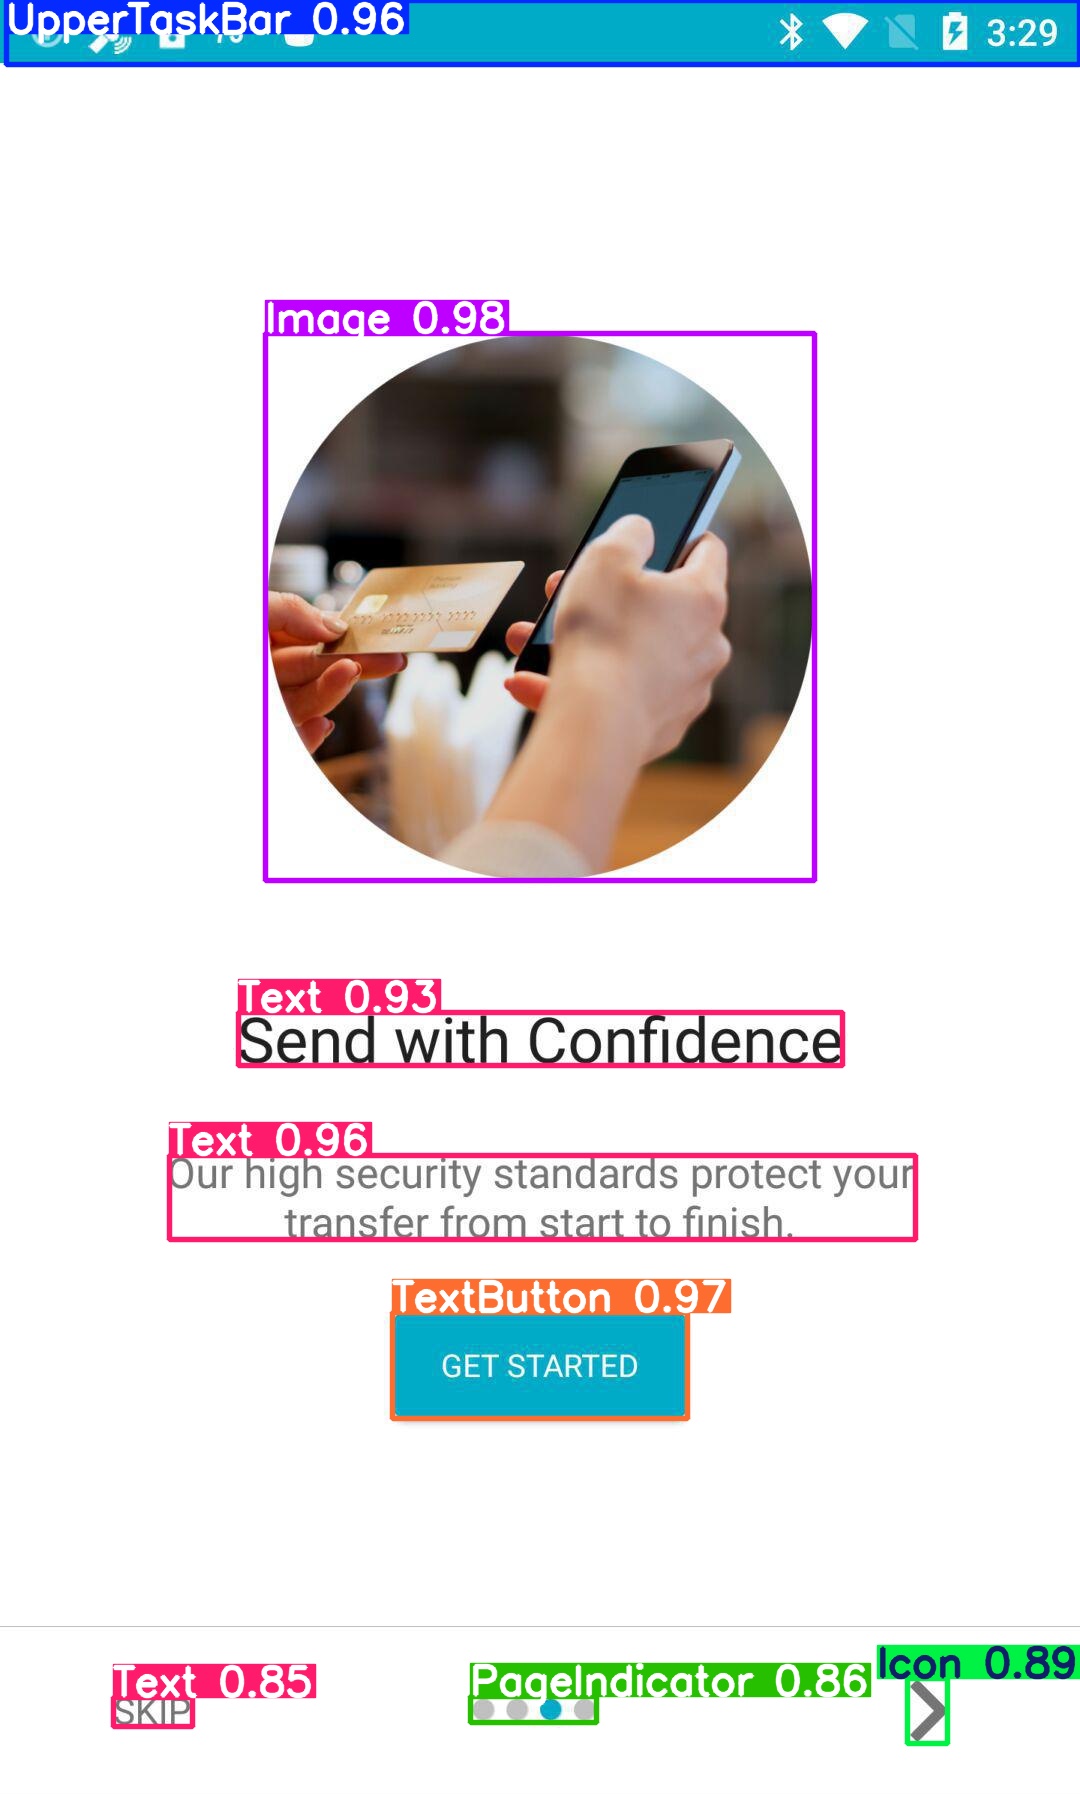 UpperTaskBar 0.96
3:29
Image 0.98
Text 0.93
Send with Confidence
Text 0.96
Our high security standards protect your
transfer from start to finish.
TextButton 0.97
GET STARTED
Text 0.85
PageIndicator 0.86
Icon 0.89
SKIP